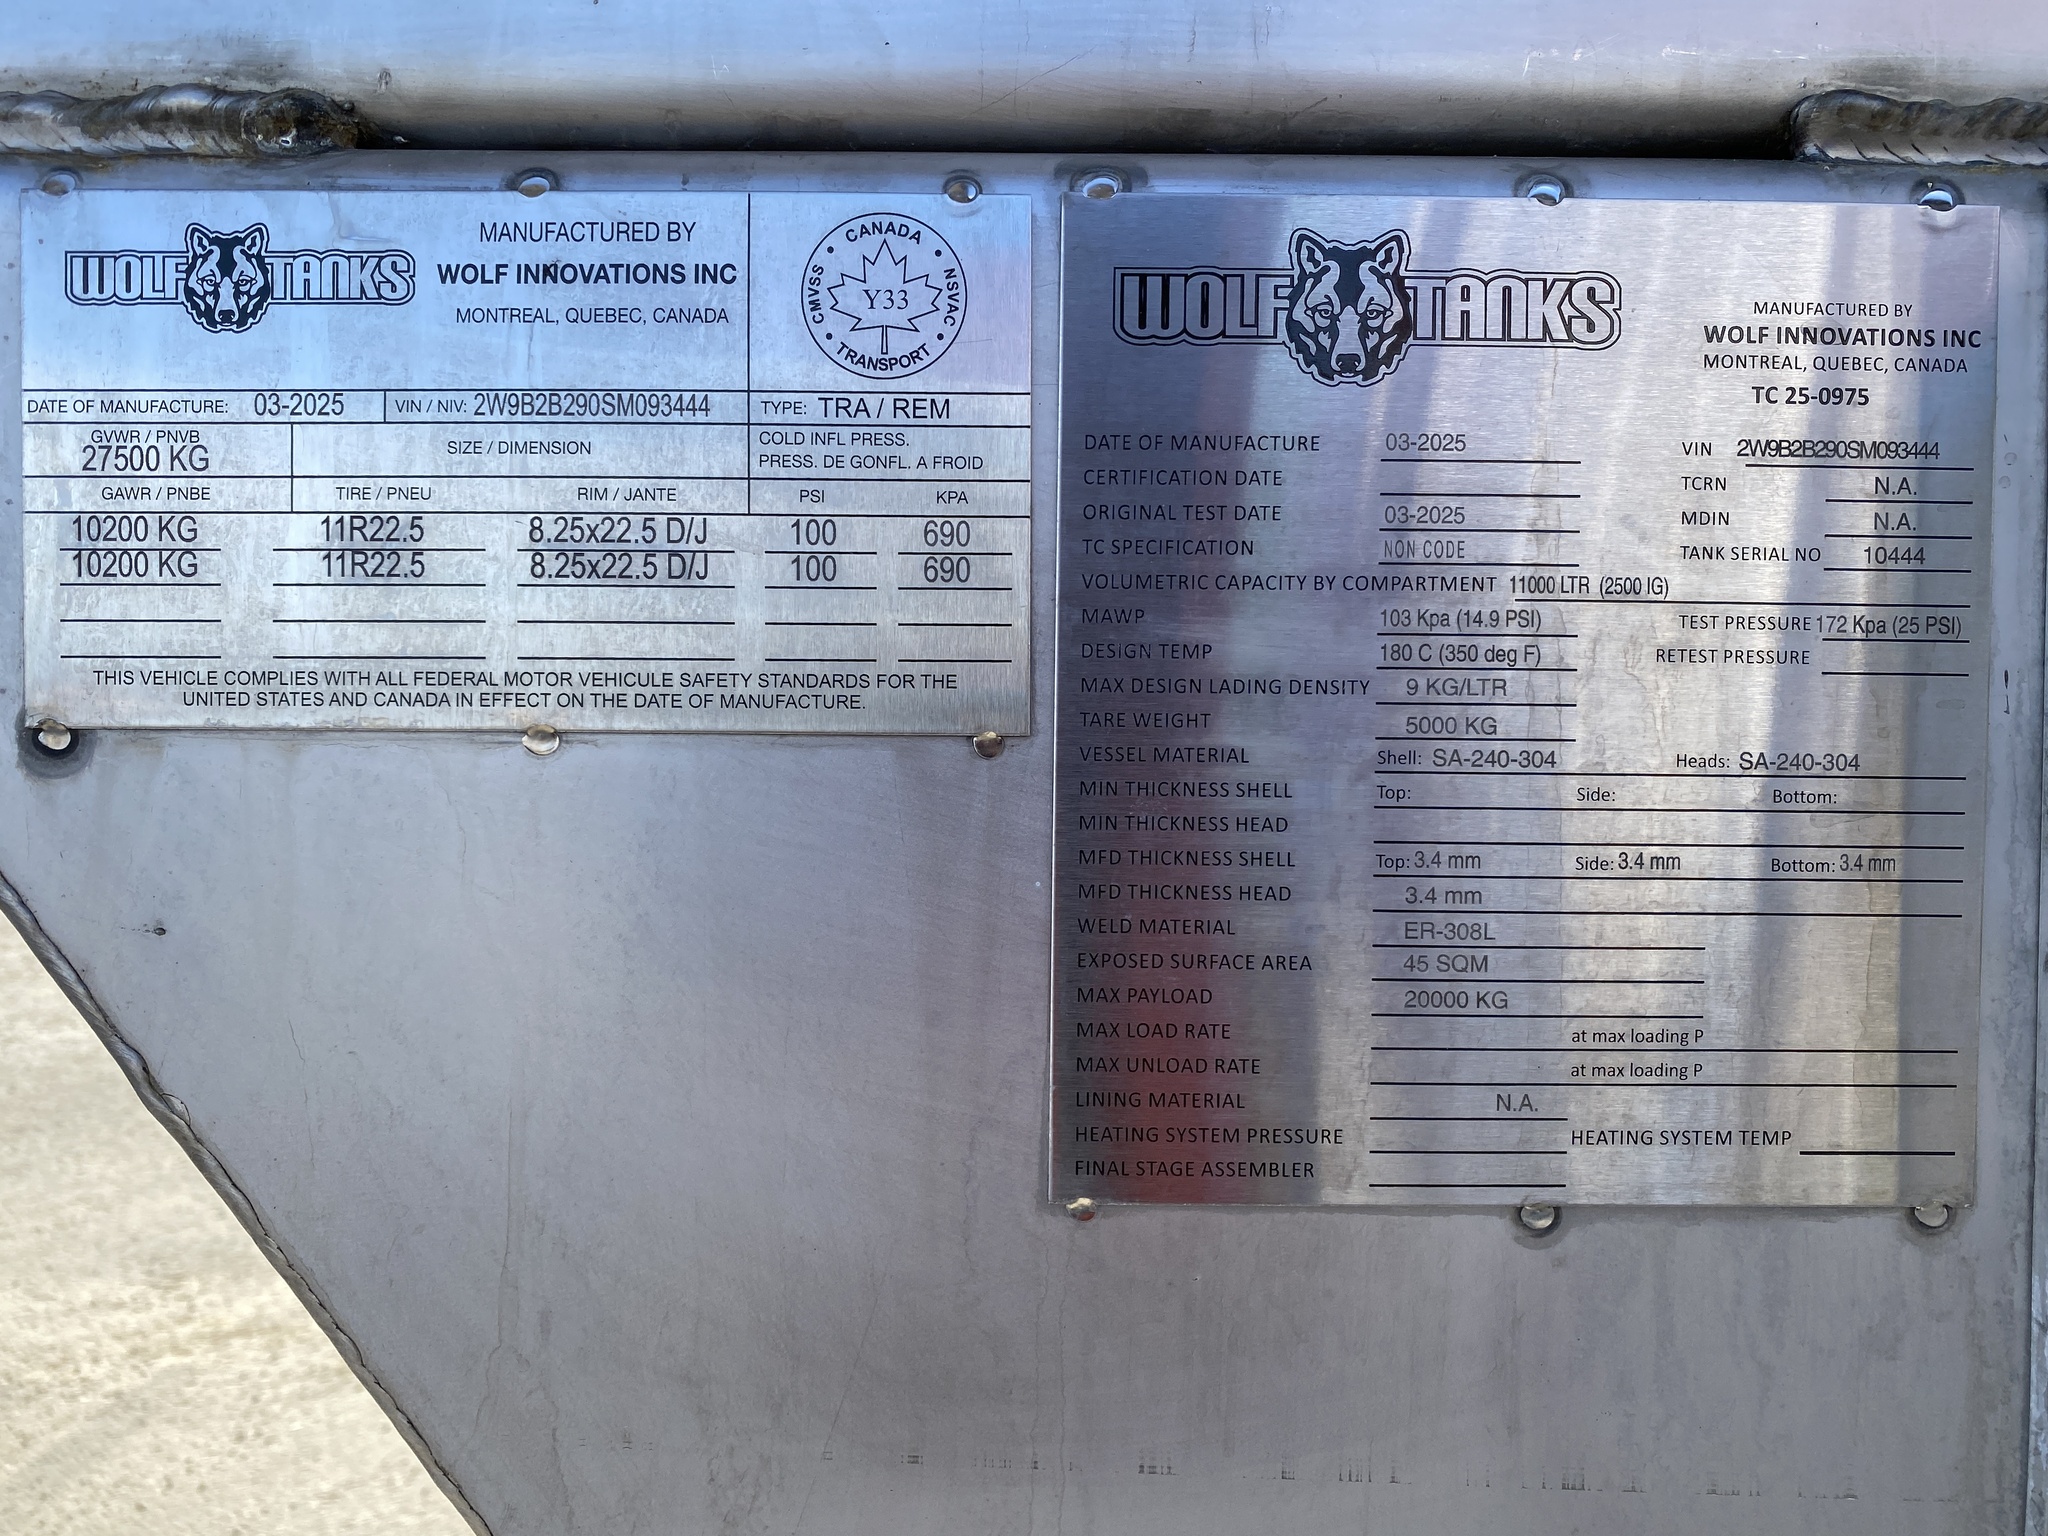 WOLF TANKS
MANUFACTURED BY
WOLF INNOVATIONS INC
MONTREAL, QUEBEC, CANADA
CANADA
CMVSS
Y33
NSVAC
TRANSPORT
DATE OF MANUFACTURE: 03-2025 VIN / NIV: 2W9B2B290SM093444 TYPE: TRA / REM
GVWR / PNVB
27500 KG
SIZE / DIMENSION
COLD INFL PRESS.
PRESS. DE GONFL. A FROID
GAWR / PNBE TIRE / PNEU RIM / JANTE PSI KPA
10200 KG 11R22.5 8.25x22.5 D/J 100 690
10200 KG 11R22.5 8.25x22.5 D/J 100 690
THIS VEHICLE COMPLIES WITH ALL FEDERAL MOTOR VEHICULE SAFETY STANDARDS FOR THE
UNITED STATES AND CANADA IN EFFECT ON THE DATE OF MANUFACTURE.
WOLF TANKS
MANUFACTURED BY
WOLF INNOVATIONS INC
MONTREAL, QUEBEC, CANADA
TC 25-0975
DATE OF MANUFACTURE 03-2025 VIN 2W9B2B290SM093444
CERTIFICATION DATE TCRN N.A.
ORIGINAL TEST DATE 03-2025 MDIN N.A.
TC SPECIFICATION NON CODE TANK SERIAL NO 10444
VOLUMETRIC CAPACITY BY COMPARTMENT 11000 LTR (2500 IG)
MAWP 103 Kpa (14.9 PSI) TEST PRESSURE 172 Kpa (25 PSI)
DESIGN TEMP 180 C (350 deg F) RETEST PRESSURE
MAX DESIGN LADING DENSITY 9 KG/LTR
TARE WEIGHT 5000 KG
VESSEL MATERIAL Shell: SA-240-304 Heads: SA-240-304
MIN THICKNESS SHELL Top: Side: Bottom:
MIN THICKNESS HEAD
MFD THICKNESS SHELL Top: 3.4 mm Side: 3.4 mm Bottom: 3.4 mm
MFD THICKNESS HEAD 3.4 mm
WELD MATERIAL ER-308L
EXPOSED SURFACE AREA 45 SQM
MAX PAYLOAD 20000 KG
MAX LOAD RATE at max loading P
MAX UNLOAD RATE at max loading P
LINING MATERIAL N.A.
HEATING SYSTEM PRESSURE HEATING SYSTEM TEMP
FINAL STAGE ASSEMBLER